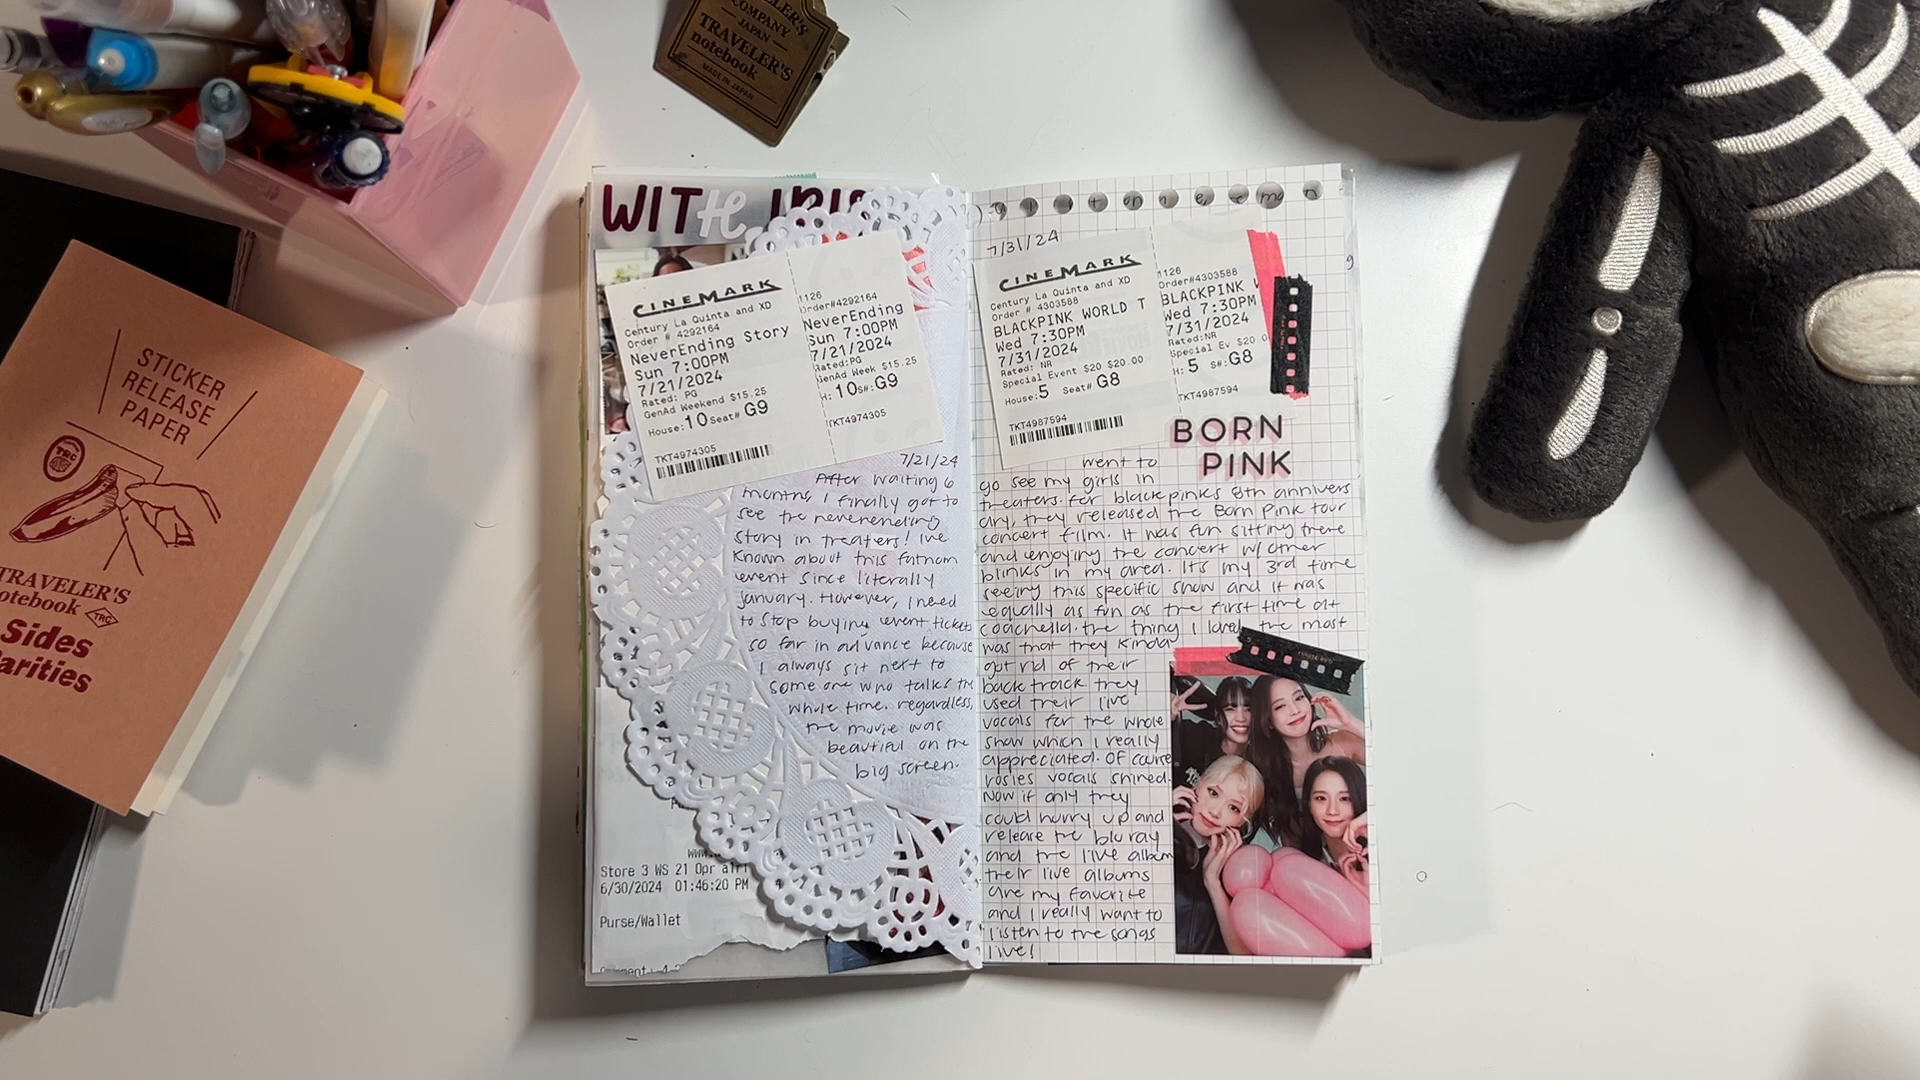 COMPANY
JAPAN
TRAVELER'S
notebook
MADE IN JAPAN
STICKER
RELEASE
PAPER
TRC
TRAVELER'S
notebook
TRC
Sides
arities
WITH IRIS
CINEMARK
Century La Quinta and XD
Order # 4292164
NeverEnding Story
Sun 7:00PM
7/21/2024
Rated: PG
GenAd Weekend $15.25
House:10 Seat# G9
TKT4974305
1126
Order#4292164
NeverEnding
Sun 7:00PM
7/21/2024
Rated:PG
GenAd Week $15.25
H: 10 S#:G9
TKT4974305
7/21/24
After waiting 6
months, I finally got to
see the neverending
story in theaters! Ive
known about this fathom
event since literally
january. However, I need
to stop buying event tickets
so far in advance because
I always sit next to
someone who talks the
whole time. regardless,
the movie was
beautiful on the
big screen.
Store 3 WS 21 Opr
6/30/2024 01:46:20 PM
Purse/Wallet
7/31/24
CINEMARK
Century La Quinta and XD
Order # 4303588
BLACKPINK WORLD T
Wed 7:30PM
7/31/2024
Rated: NR
Special Event $20 $20.00
House:5 Seat# G8
TKT4987594
1126
Order#4303588
BLACKPINK W
Wed 7:30PM
7/31/2024
Rated:NR
Special Ev $20 0
H: 5 S#:G8
TKT4987594
BORN
PINK
went to
go see my girls in
theaters. for blackpinks 8th annivers
ary, they released the Born Pink tour
concert film. It was fun sitting there
and enjoying the concert w/ other
blinks in my area. It's my 3rd time
seeing this specific show and it was
equally as fun as the first time at
coachella. the thing I loved the most
was that they kinda
got rid of their
back track they
used their live
vocals for the whole
show which I really
appreciated. Of course
rosies vocals shined.
Now if only they
could hurry up and
release the blu ray
and the live album
their live albums
are my favorite
and I really want to
listen to the songs
live!